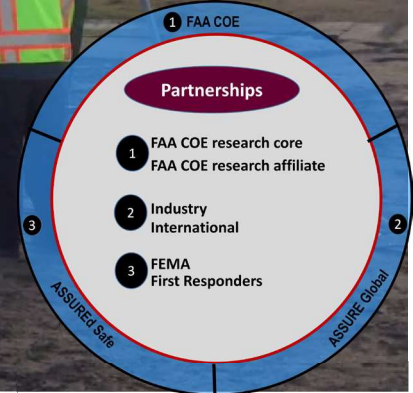 1 FAA COE
Partnerships
1 FAA COE research core
FAA COE research affiliate
2 Industry
International
3 FEMA
First Responders
3
2
ASSUREd Safe
ASSURE Global